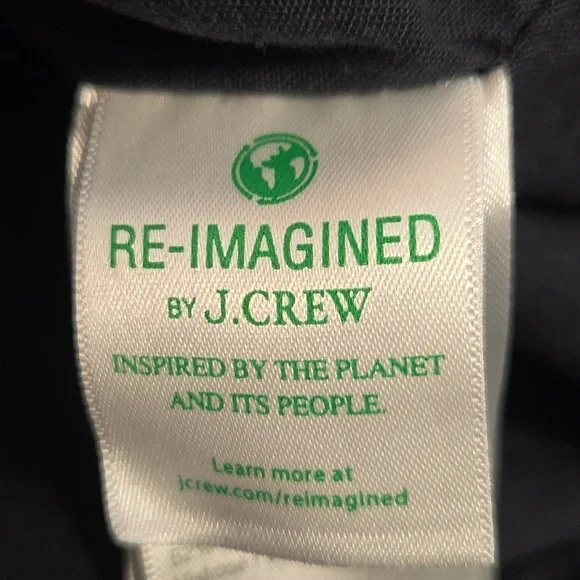 RE-IMAGINED
BY J.CREW
INSPIRED BY THE PLANET
AND ITS PEOPLE.
Learn more at
jcrew.com/reimagined